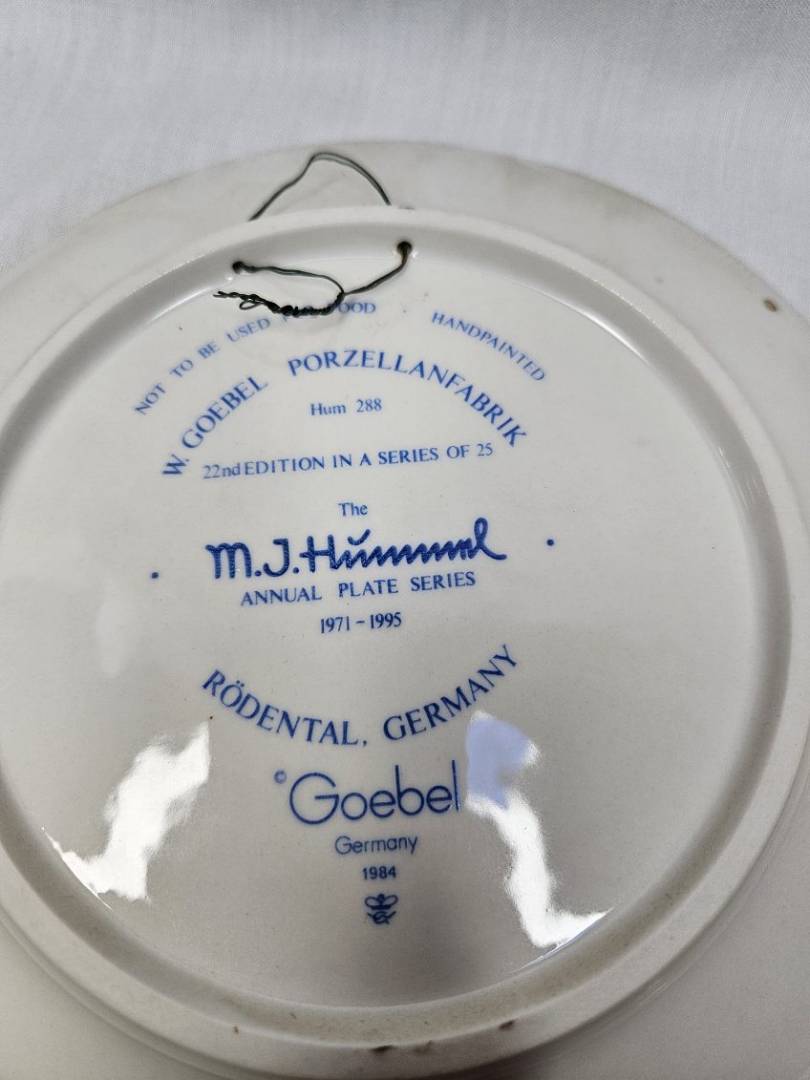 NOT TO BE USED OOD HANDPAINTED
W. GOEBEL PORZELLANFABRIK
Hum 288
22nd EDITION IN A SERIES OF 25
The
M.J.Hummel
ANNUAL PLATE SERIES
1971 - 1995
RÖDENTAL, GERMANY
© Goebel
Germany
1984